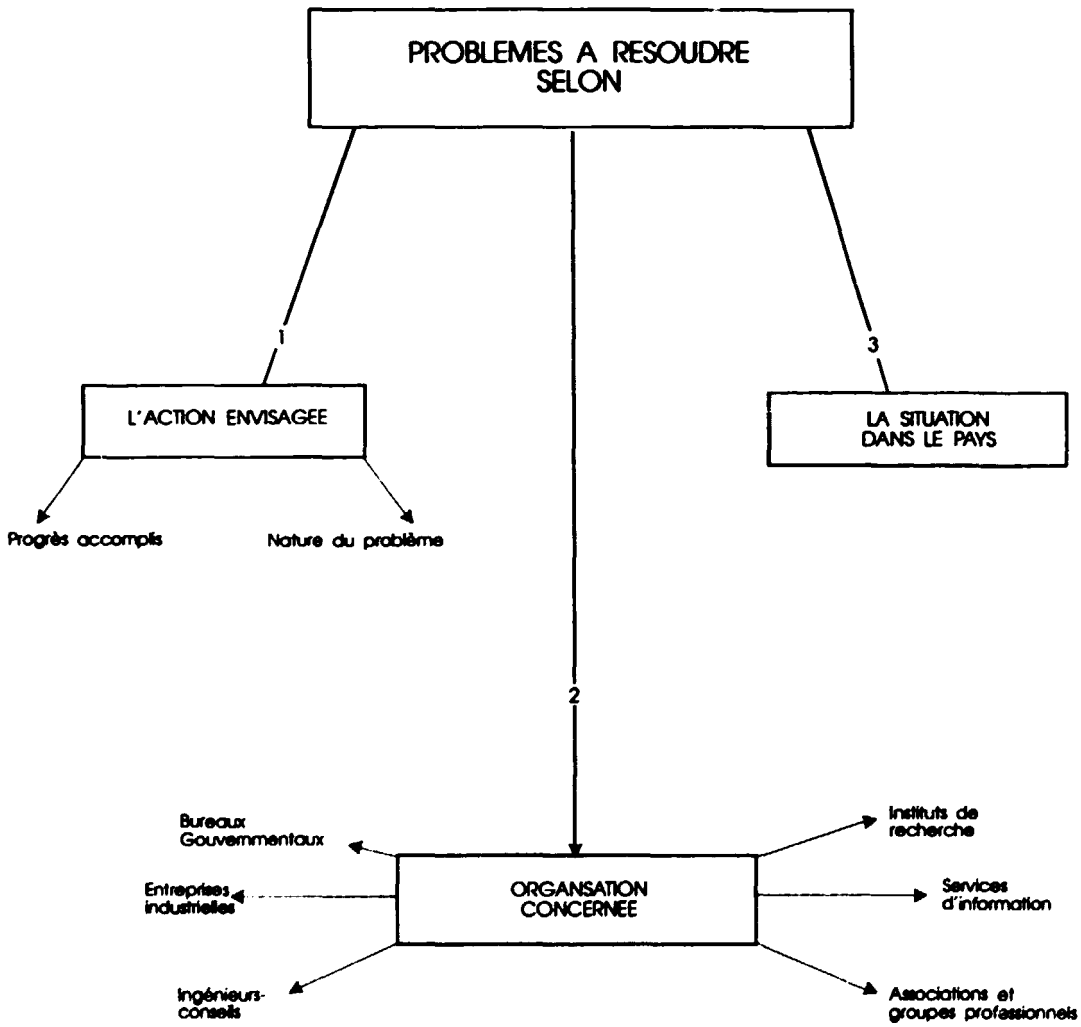 PROBLEMES A RESOUDRE
SELON
1
3
L'ACTION ENVISAGEE
LA SITUATION
DANS LE PAYS
Progrès accomplis
Nature du problème
2
Bureaux
Gouvernmentaux
Instituts de
recherche
Entreprises
industrielles
ORGANSATION
CONCERNEE
Services
d'information
Ingénieurs-
conseils
Associations et
groupes professionnels